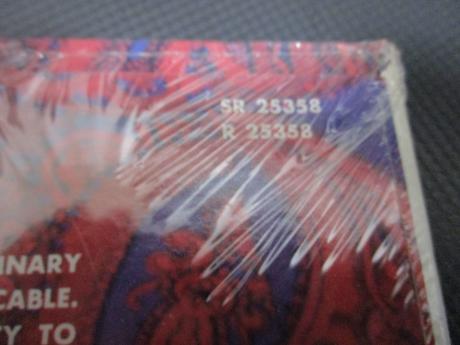 SR 25358
R 25358
INARY
CABLE.
TY TO